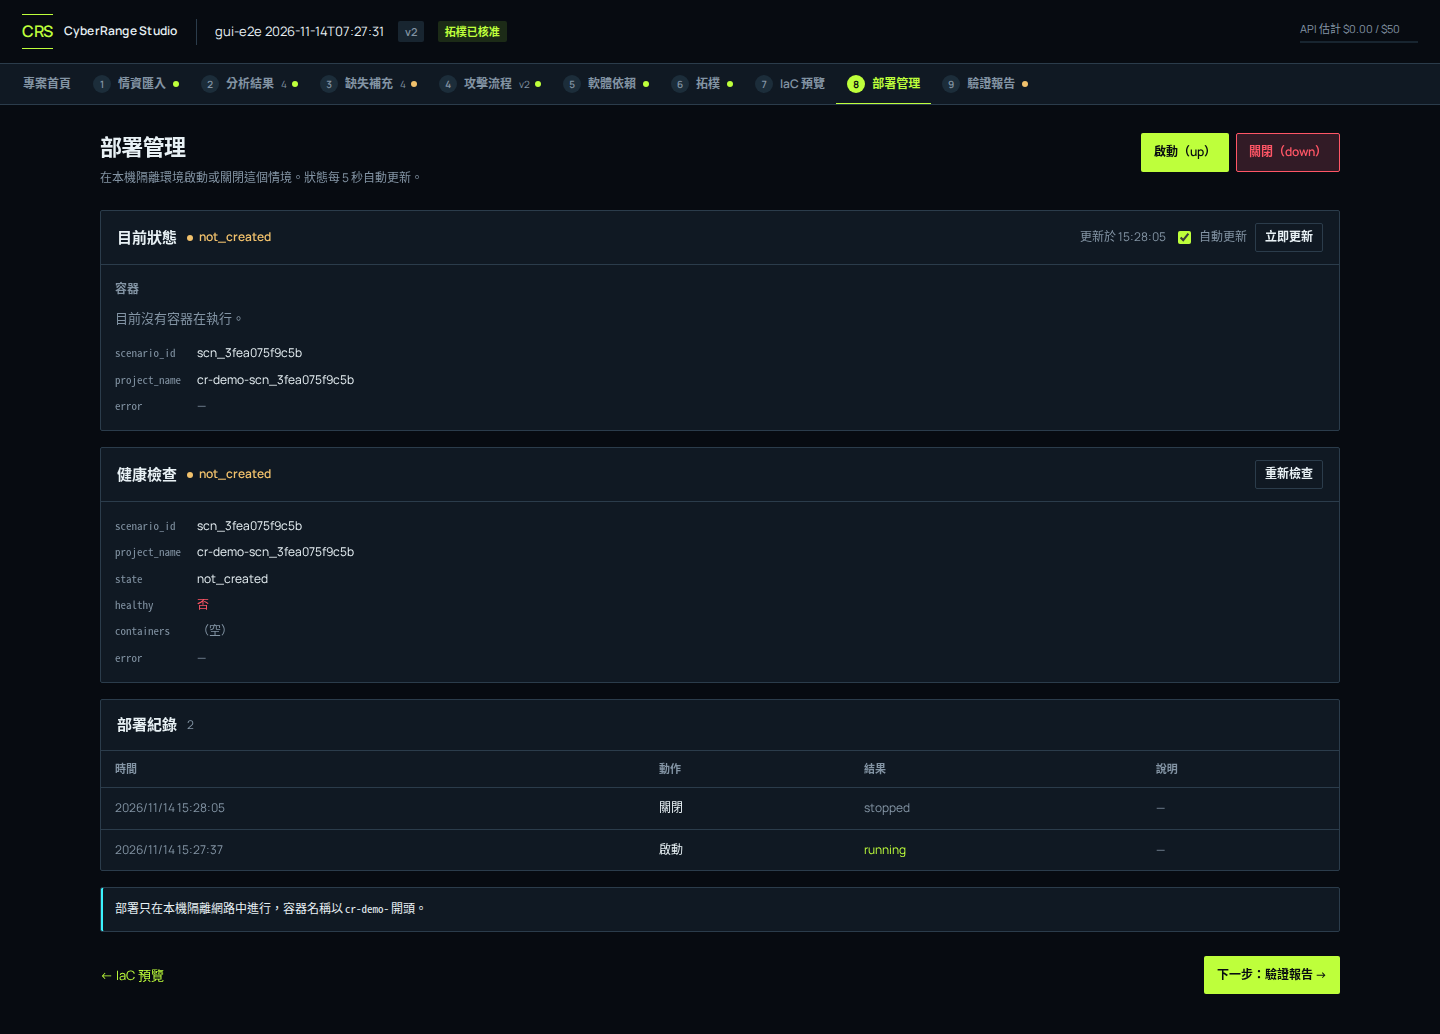 CRS CyberRange Studio gui-e2e 2026-11-14T07:27:31 v2 拓樸已核准 API 估計 $0.00 / $50
專案首頁 1 情資匯入 2 分析結果 4 3 缺失補充 4 4 攻擊流程 v2 5 軟體依賴 6 拓樸 7 IaC 預覽 8 部署管理 9 驗證報告
部署管理
啟動（up） 關閉（down）
在本機隔離環境啟動或關閉這個情境。狀態每 5 秒自動更新。
目前狀態 not_created 更新於 15:28:05 自動更新 立即更新
容器
目前沒有容器在執行。
scenario_id scn_3fea075f9c5b
project_name cr-demo-scn_3fea075f9c5b
error —
健康檢查 not_created 重新檢查
scenario_id scn_3fea075f9c5b
project_name cr-demo-scn_3fea075f9c5b
state not_created
healthy 否
containers （空）
error —
部署紀錄 2
時間 動作 結果 說明
2026/11/14 15:28:05 關閉 stopped —
2026/11/14 15:27:37 啟動 running —
部署只在本機隔離網路中進行，容器名稱以 cr-demo- 開頭。
← IaC 預覽 下一步：驗證報告 →